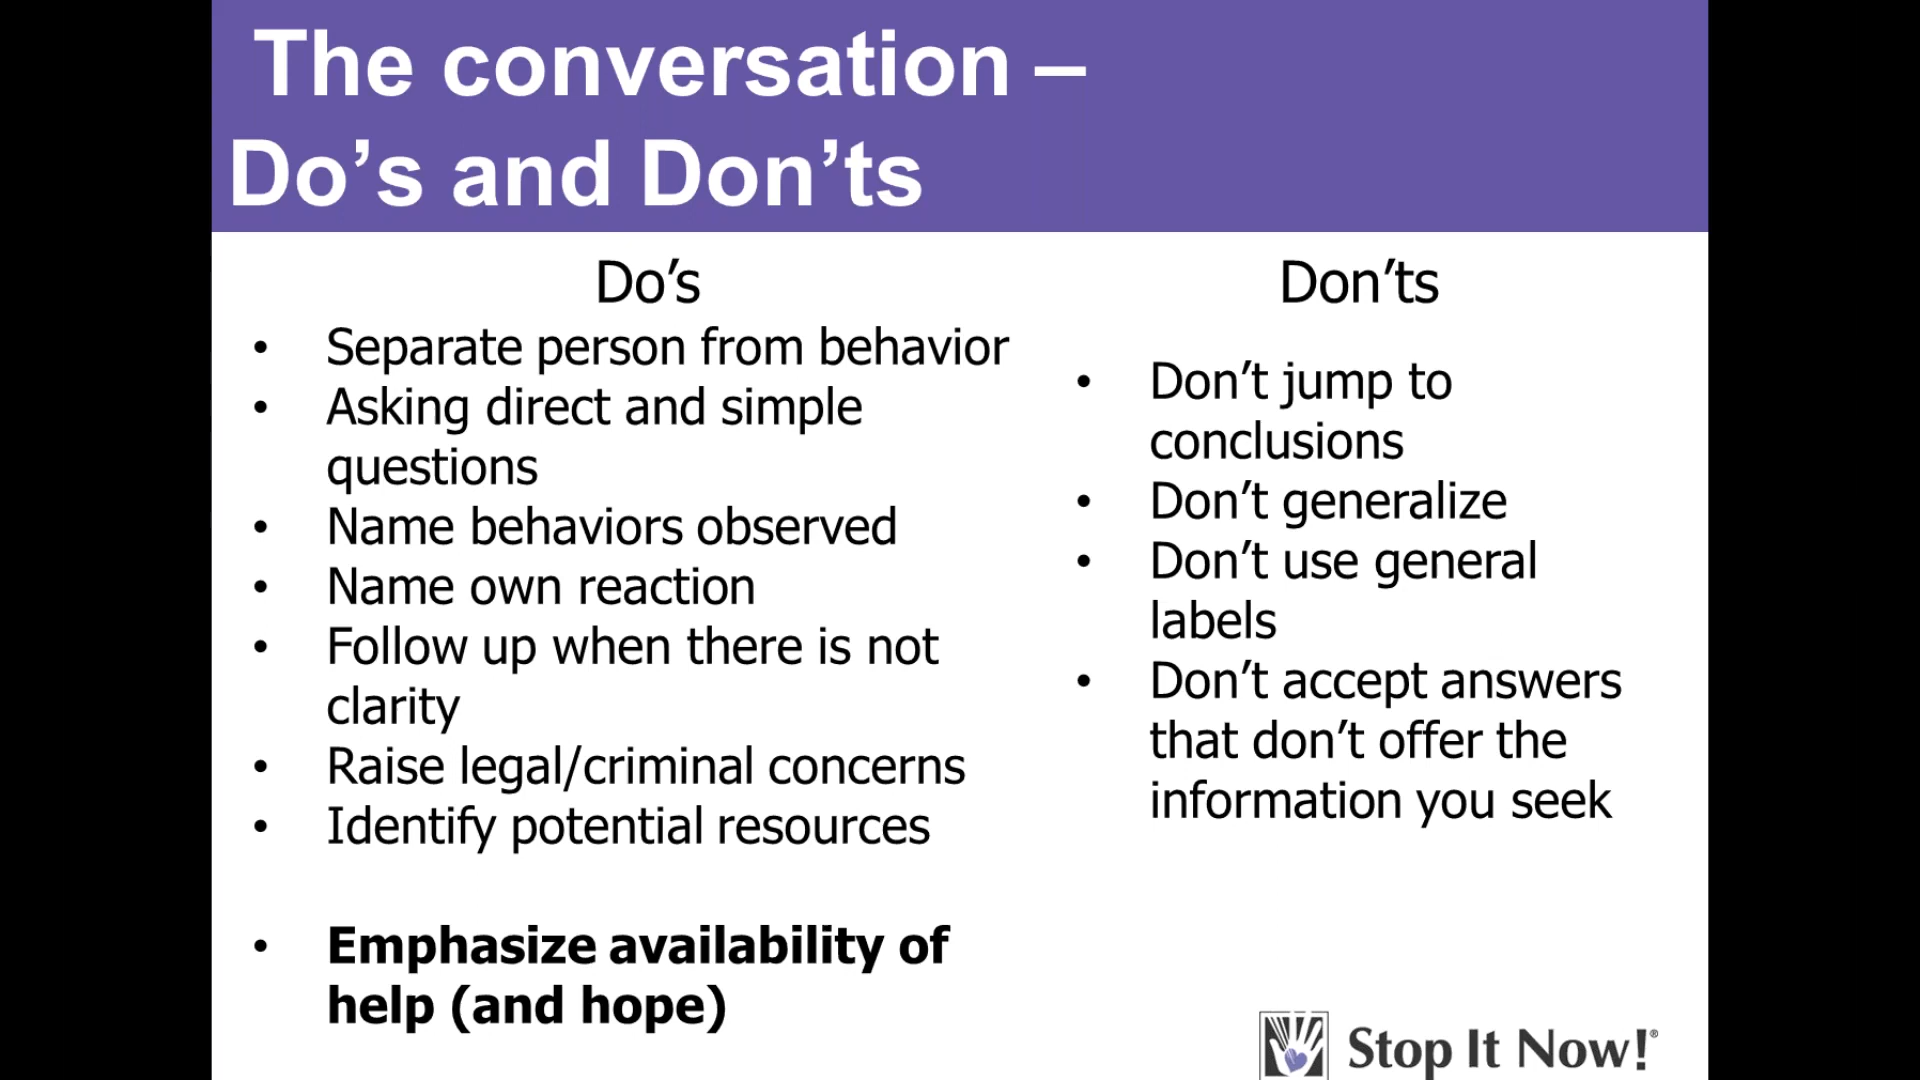 The conversation –
Do’s and Don’ts
Do’s
• Separate person from behavior
• Asking direct and simple
questions
• Name behaviors observed
• Name own reaction
• Follow up when there is not
clarity
• Raise legal/criminal concerns
• Identify potential resources
• Emphasize availability of
help (and hope)
Don’ts
• Don’t jump to
conclusions
• Don’t generalize
• Don’t use general
labels
• Don’t accept answers
that don’t offer the
information you seek
Stop It Now!®